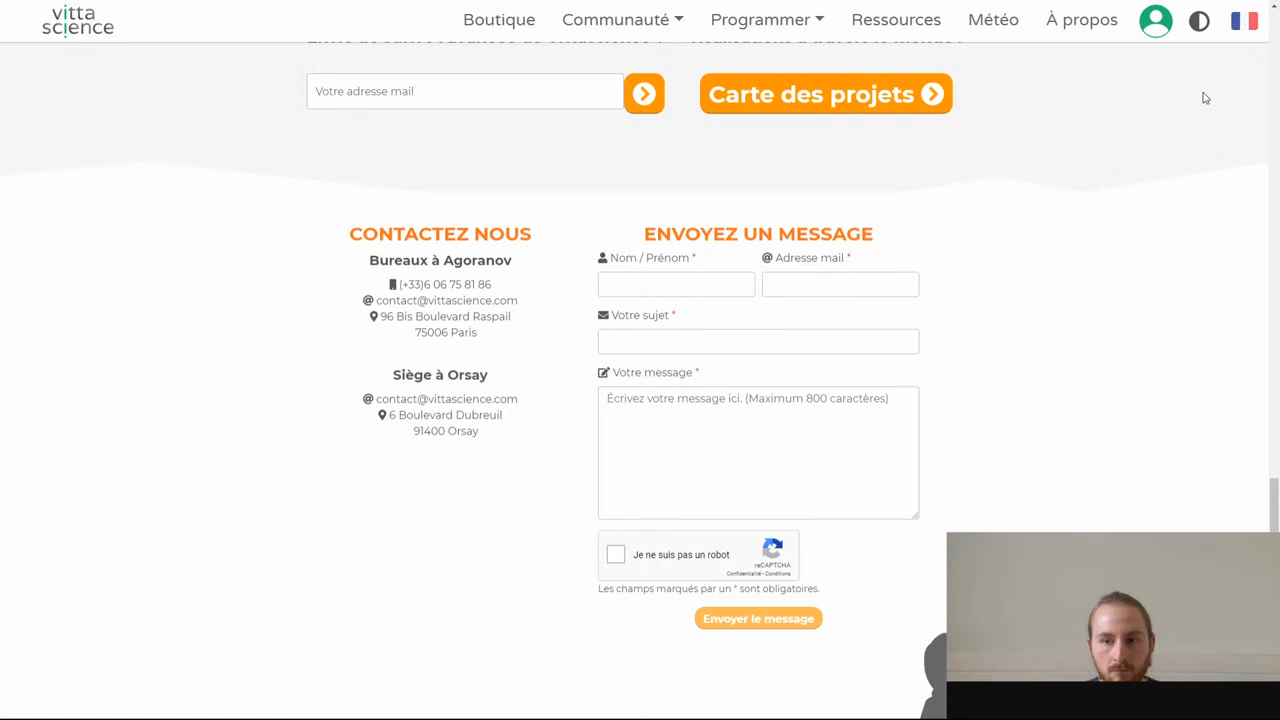 vitta
science
Boutique Communauté Programmer Ressources Météo À propos
Votre adresse mail
Carte des projets
CONTACTEZ NOUS
Bureaux à Agoranov
(+33)6 06 75 81 86
contact@vittascience.com
96 Bis Boulevard Raspail
75006 Paris
Siège à Orsay
contact@vittascience.com
6 Boulevard Dubreuil
91400 Orsay
ENVOYEZ UN MESSAGE
Nom / Prénom * @ Adresse mail *
Votre sujet *
Votre message *
Écrivez votre message ici. (Maximum 800 caractères)
Je ne suis pas un robot
reCAPTCHA
Confidentialité - Conditions
Les champs marqués par un * sont obligatoires.
Envoyer le message